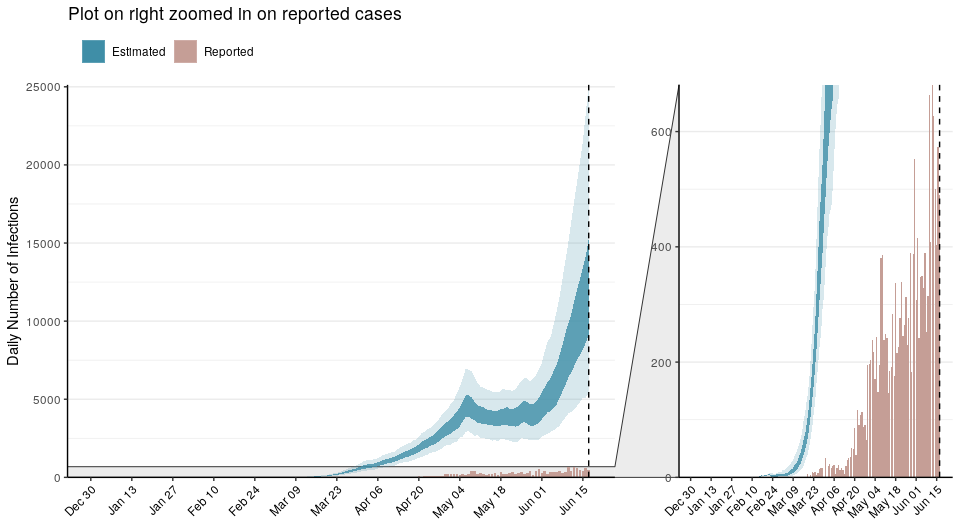 Plot on right zoomed in on reported cases
Estimated Reported
Daily Number of Infections
25000
20000
15000
10000
5000
0
Dec 30 Jan 13 Jan 27 Feb 10 Feb 24 Mar 09 Mar 23 Apr 06 Apr 20 May 04 May 18 Jun 01 Jun 15
600
400
200
0
Dec 30 Jan 13 Jan 27 Feb 10 Feb 24 Mar 09 Mar 23 Apr 06 Apr 20 May 04 May 18 Jun 01 Jun 15